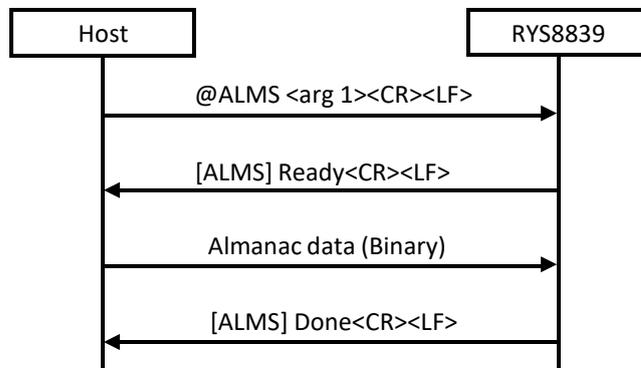 Host
RYS8839
@ALMS <arg 1><CR><LF>
[ALMS] Ready<CR><LF>
Almanac data (Binary)
[ALMS] Done<CR><LF>